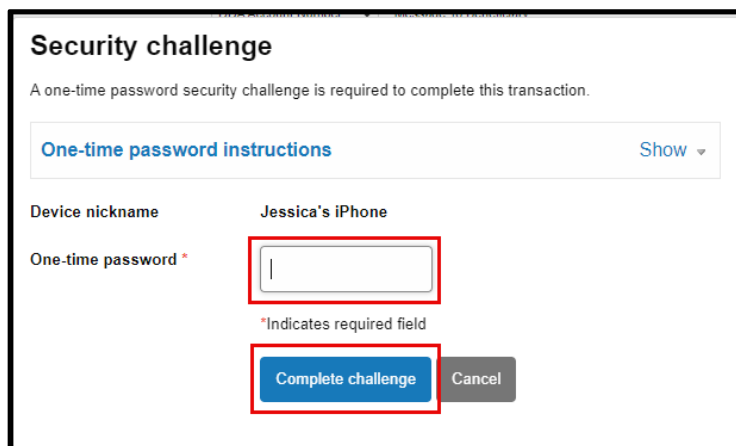 Security challenge
A one-time password security challenge is required to complete this transaction.
One-time password instructions Show
Device nickname Jessica's iPhone
One-time password *
*Indicates required field
Complete challenge Cancel